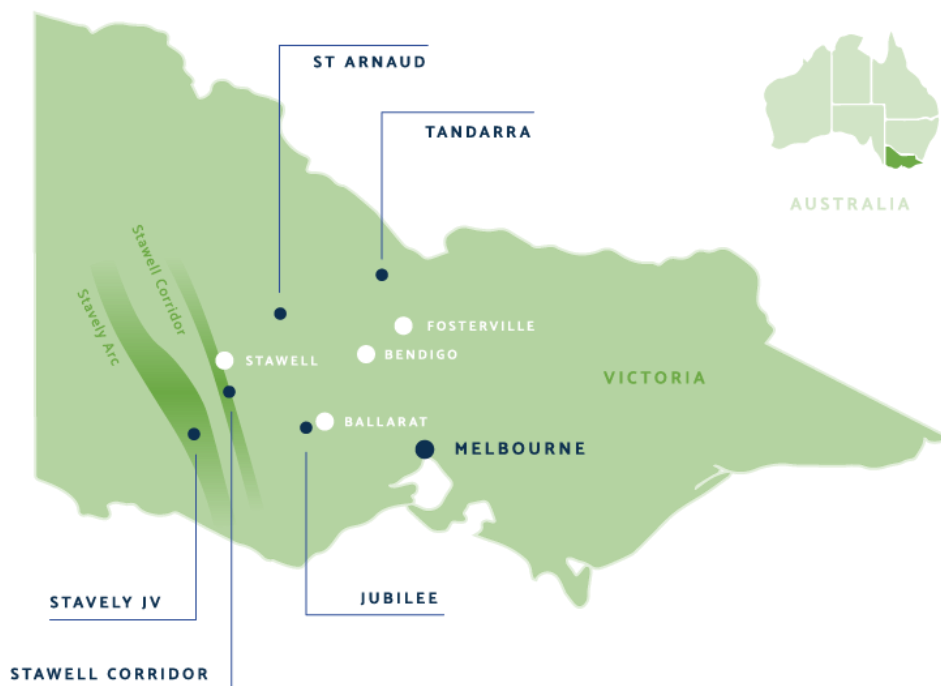 ST ARNAUD
TANDARRA
AUSTRALIA
Stawell Corridor
Stavely Arc
FOSTERVILLE
STAWELL
BENDIGO
VICTORIA
BALLARAT
MELBOURNE
STAVELY JV
JUBILEE
STAWELL CORRIDOR